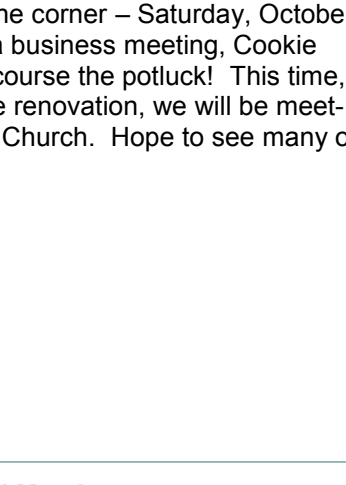 ne corner – Saturday, Octobe
a business meeting, Cookie
course the potluck!  This time,
e renovation, we will be meet-
Church.  Hope to see many o